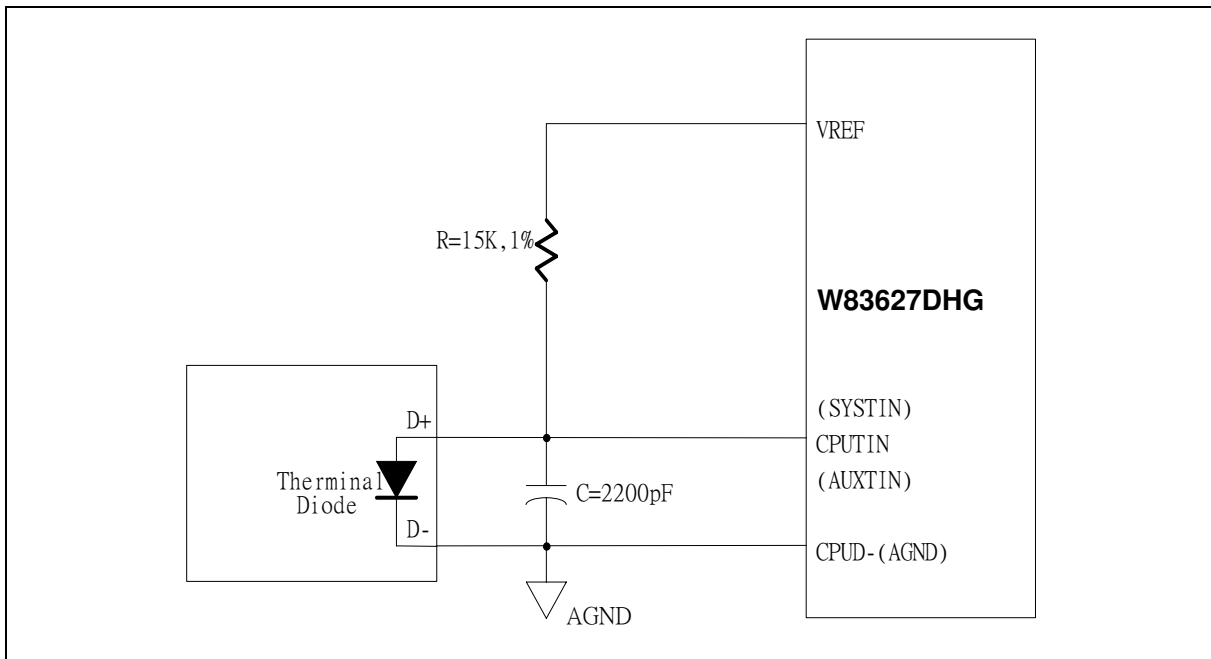 VREF
R=15K,1%
W83627DHG
(SYSTIN)
D+
CPUTIN
Therminal
Diode
(AUXTIN)
C=2200pF
D-
CPUD-(AGND)
AGND